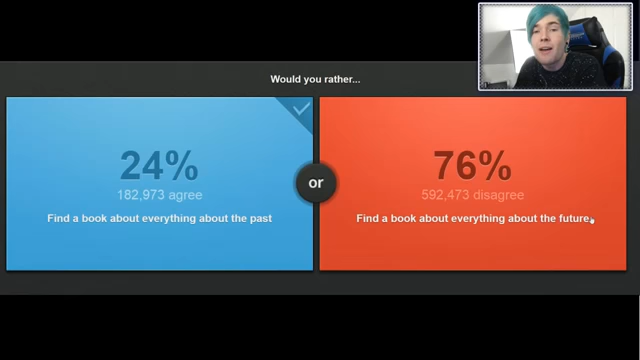 Would you rather...
24%
182,973 agree
Find a book about everything about the past
or
76%
592,473 disagree
Find a book about everything about the future